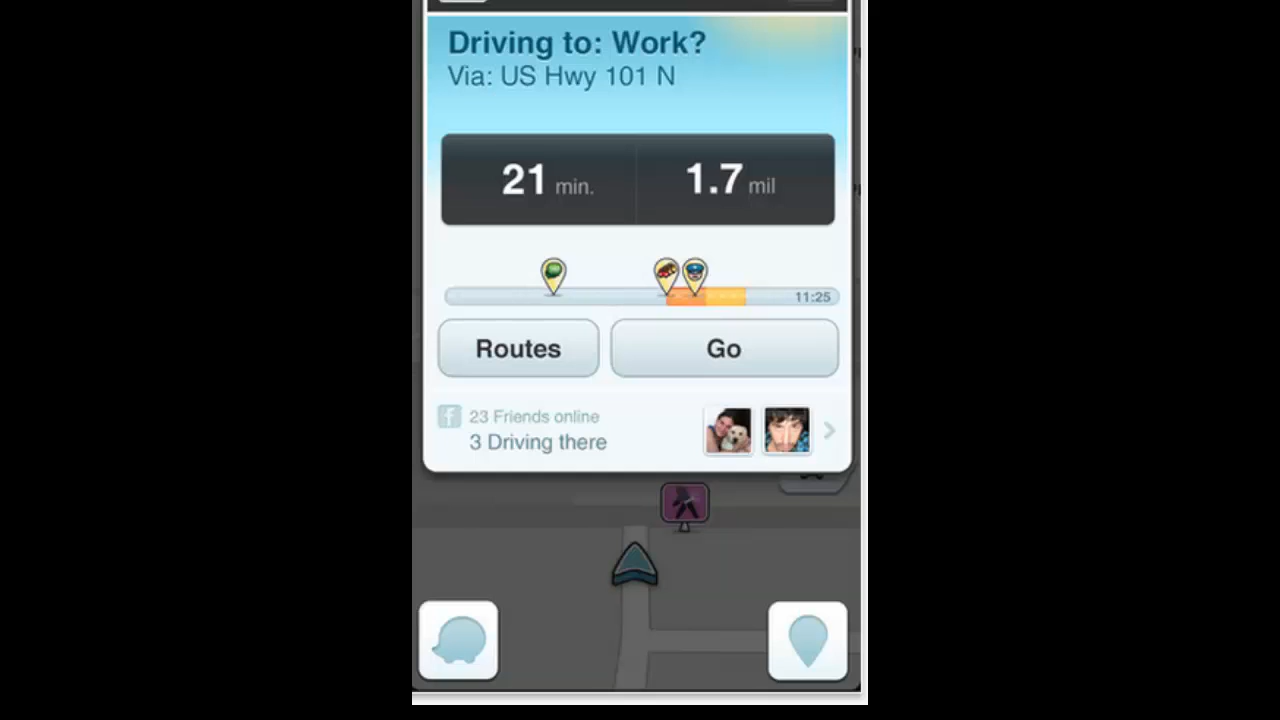 Driving to: Work?
Via: US Hwy 101 N
21 min. 1.7 mil
11:25
Routes Go
f 23 Friends online
3 Driving there